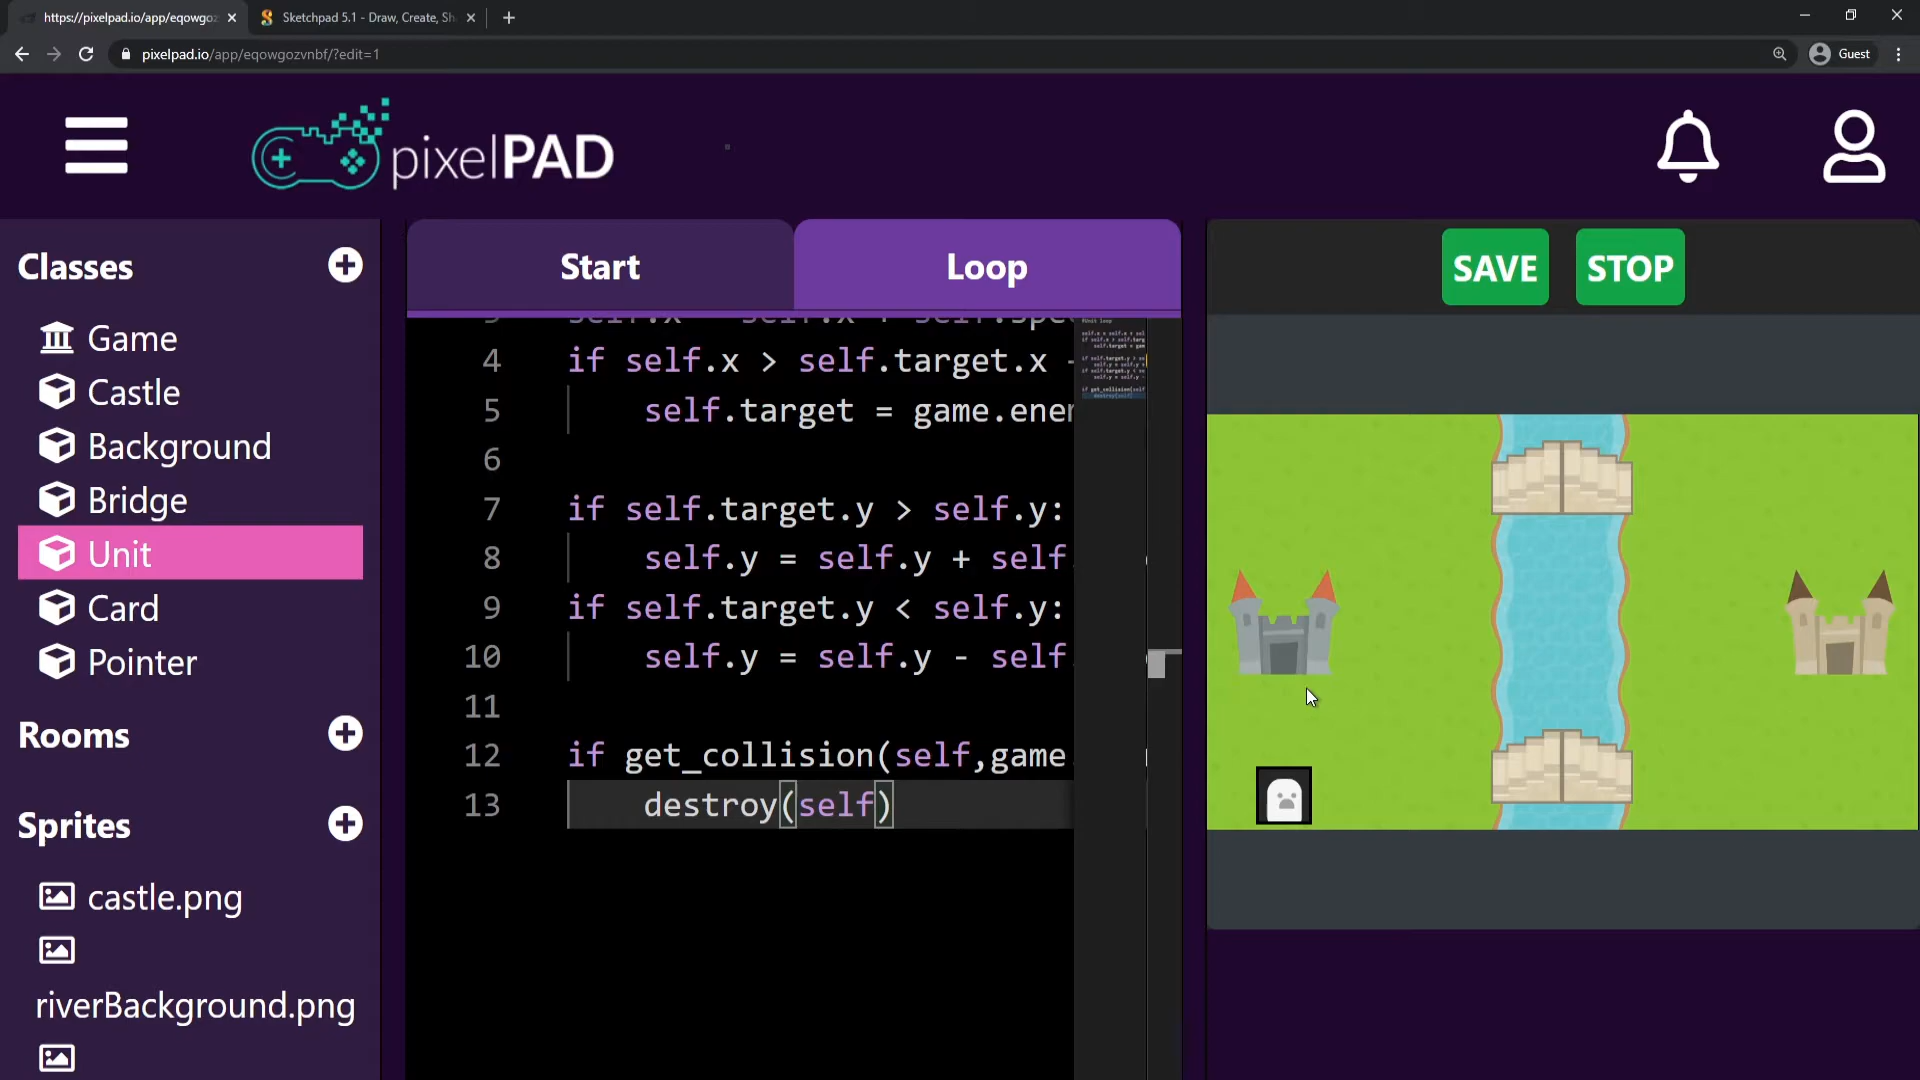 https://pixelpad.io/app/eqowgoz
Sketchpad 5.1 - Draw, Create, Sh
pixelpad.io/app/eqowgozvnbf/?edit=1
Guest
pixelPAD
Classes
Game
Castle
Background
Bridge
Unit
Card
Pointer
Rooms
Sprites
castle.png
riverBackground.png
Start
Loop
4 if self.x > self.target.x -
5 self.target = game.ene
6
7 if self.target.y > self.y:
8 self.y = self.y + self.
9 if self.target.y < self.y:
10 self.y = self.y - self.
11
12 if get_collision(self,game.
13 destroy(self)
SAVE
STOP